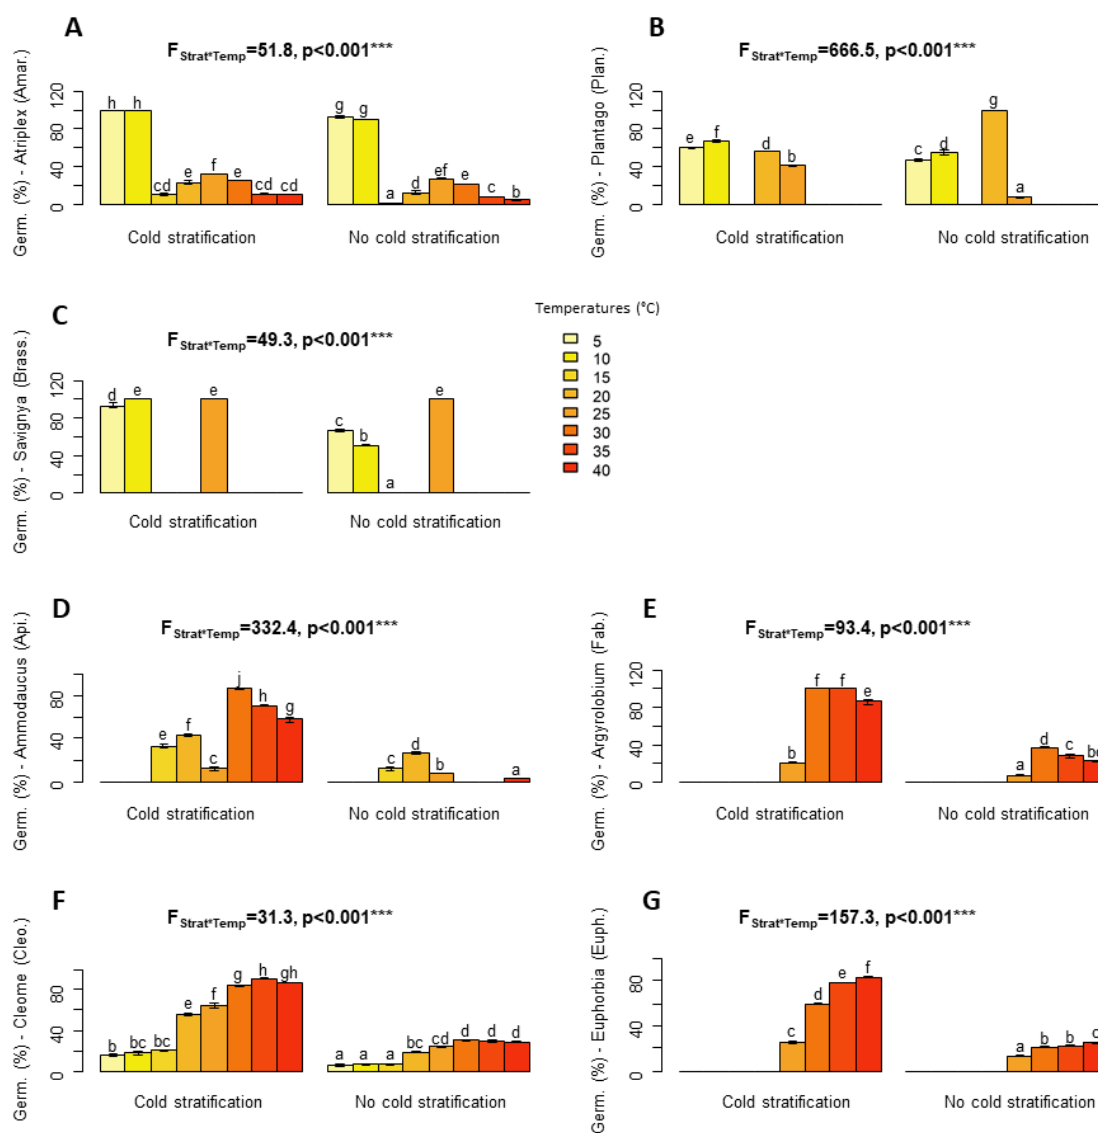 A
F Strat*Temp=51.8, p<0.001***
Germ. (%) - Atriplex (Amar.)
0 40 80 120
h h cd e f e cd cd
g g a d ef e c b
Cold stratification
No cold stratification
B
F Strat*Temp=666.5, p<0.001***
Germ. (%) - Plantago (Plan.)
0 40 80 120
e f d b
c d g a
Cold stratification
No cold stratification
C
F Strat*Temp=49.3, p<0.001***
Germ. (%) - Savignya (Brass.)
0 40 80 120
d e e
c b a e
Cold stratification
No cold stratification
Temperatures (°C)
5
10
15
20
25
30
35
40
D
F Strat*Temp=332.4, p<0.001***
Germ. (%) - Ammodaucus (Api.)
0 40 80
e f c j h g
c d b a
Cold stratification
No cold stratification
E
F Strat*Temp=93.4, p<0.001***
Germ. (%) - Argyrolobium (Fab.)
0 40 80 120
b f f e
a d c
Cold stratification
No cold stratification
F
F Strat*Temp=31.3, p<0.001***
Germ. (%) - Cleome (Cleo.)
0 40 80
b bc bc e f g h gh
a a a bc cd d d d
Cold stratification
No cold stratification
G
F Strat*Temp=157.3, p<0.001***
Germ. (%) - Euphorbia (Euph.)
0 40 80
c d e f
a b b
Cold stratification
No cold stratification